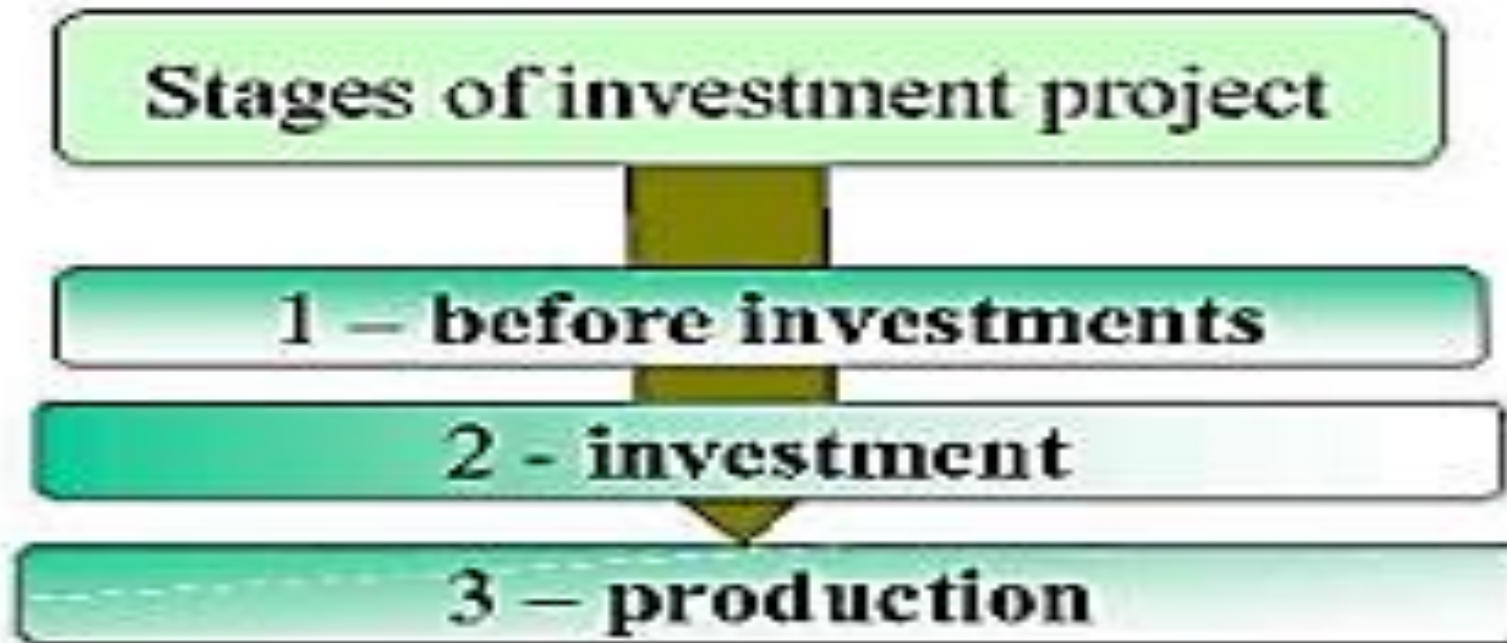 Stages of investment project
1 – before investments
2 - investment
3 – production